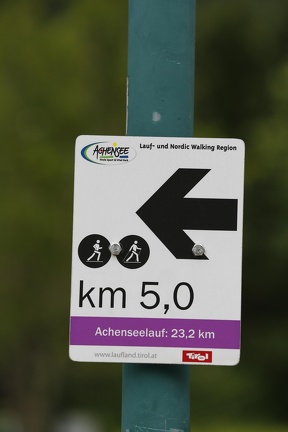 Lauf- und Nordic Walking Region
ACHENSEE
km 5,0
Achenseelauf: 23,2 km
www.laufland.tirol.at
Tirol